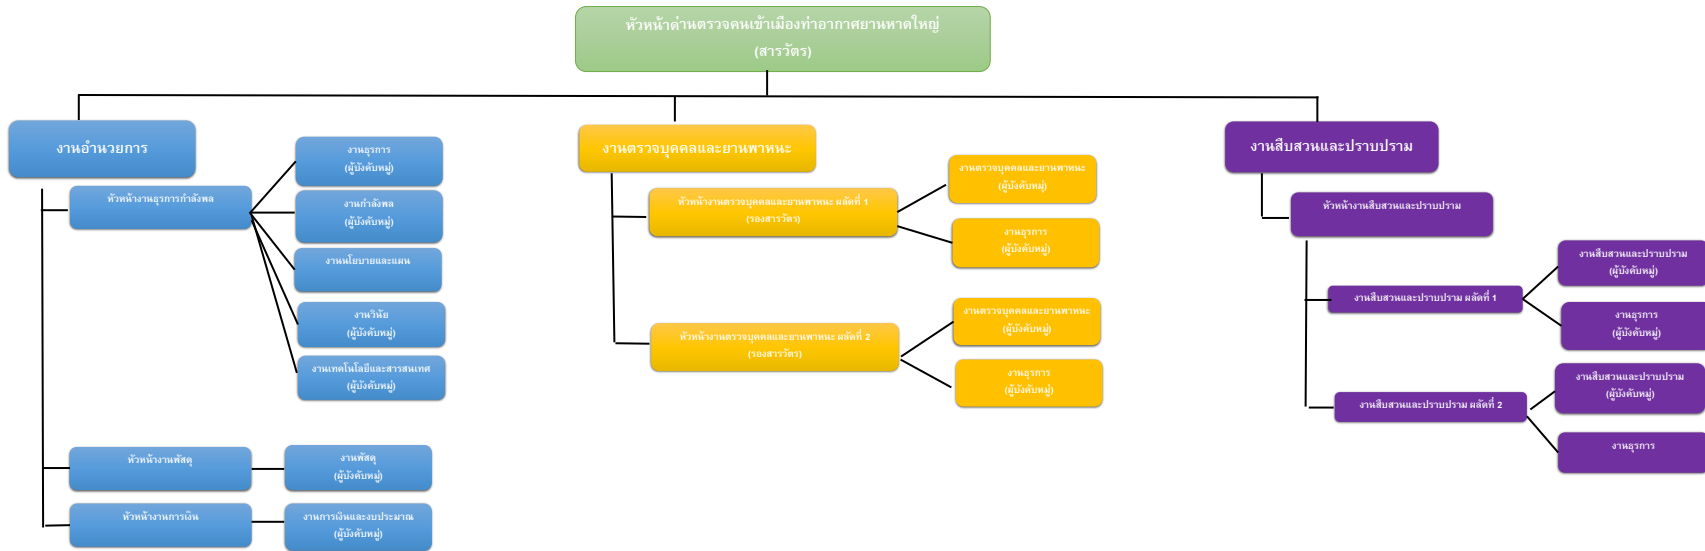 หัวหน้าด่านตรวจคนเข้าเมืองท่าอากาศยานหาดใหญ่
(สารวัตร)
งานอำนวยการ
หัวหน้างานธุรการกำลังพล
งานธุรการ
(ผู้บังคับหมู่)
งานกำลังพล
(ผู้บังคับหมู่)
งานนโยบายและแผน
งานวินัย
(ผู้บังคับหมู่)
งานเทคโนโลยีและสารสนเทศ
(ผู้บังคับหมู่)
หัวหน้างานพัสดุ
งานพัสดุ
(ผู้บังคับหมู่)
หัวหน้างานการเงิน
งานการเงินและงบประมาณ
(ผู้บังคับหมู่)
งานตรวจบุคคลและยานพาหนะ
หัวหน้างานตรวจบุคคลและยานพาหนะ ผลัดที่ 1
(รองสารวัตร)
งานตรวจบุคคลและยานพาหนะ
(ผู้บังคับหมู่)
งานธุรการ
(ผู้บังคับหมู่)
หัวหน้างานตรวจบุคคลและยานพาหนะ ผลัดที่ 2
(รองสารวัตร)
งานตรวจบุคคลและยานพาหนะ
(ผู้บังคับหมู่)
งานธุรการ
(ผู้บังคับหมู่)
งานสืบสวนและปราบปราม
หัวหน้างานสืบสวนและปราบปราม
งานสืบสวนและปราบปราม ผลัดที่ 1
งานสืบสวนและปราบปราม
(ผู้บังคับหมู่)
งานธุรการ
(ผู้บังคับหมู่)
งานสืบสวนและปราบปราม ผลัดที่ 2
งานสืบสวนและปราบปราม
(ผู้บังคับหมู่)
งานธุรการ